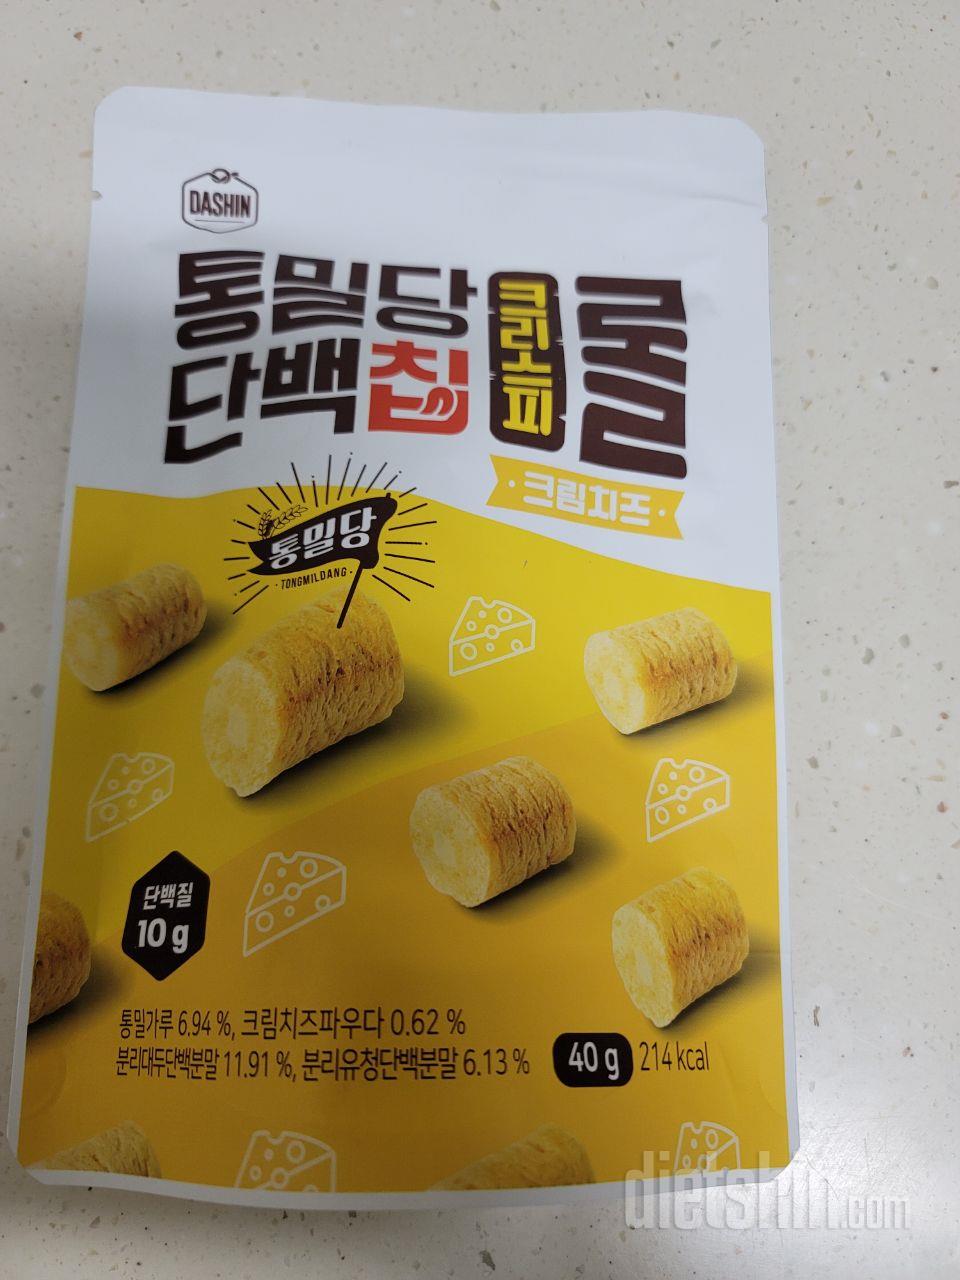 DASHIN
통밀당 크리스피 롤
단백칩
크림치즈
통밀당
TONGMILDANG
단백질
10 g
통밀가루 6.94 %, 크림치즈파우다 0.62 %
분리대두단백분말 11.91 %, 분리유청단백분말 6.13 %
40 g 214 kcal
dietshin.com